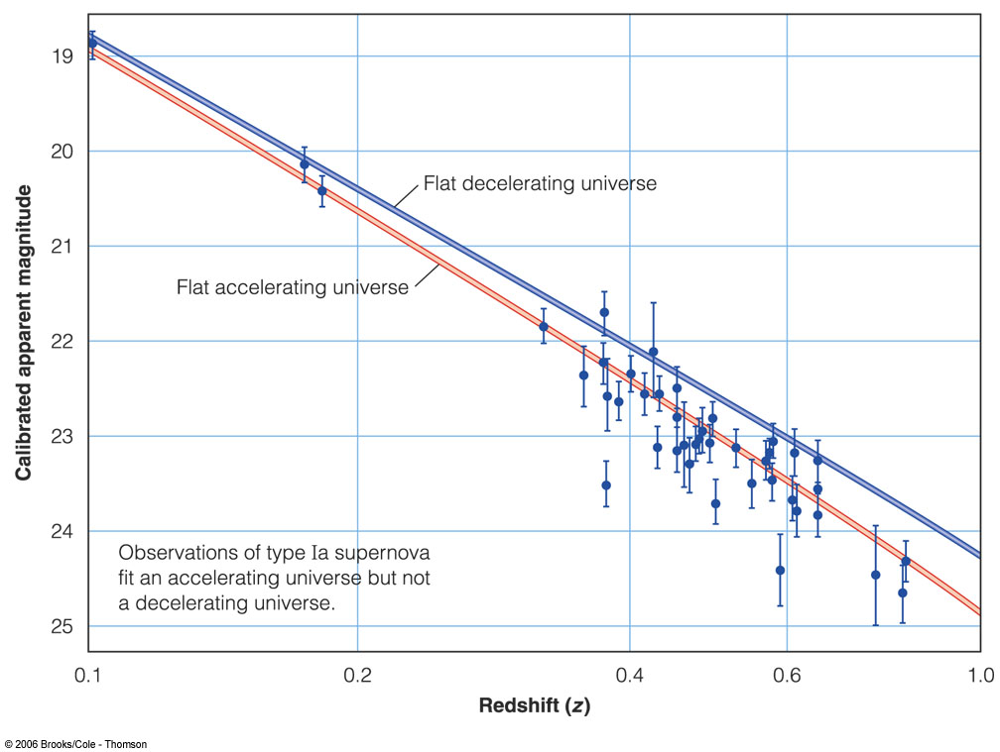 19
20
21
22
23
24
25
Calibrated apparent magnitude
Flat decelerating universe
Flat accelerating universe
Observations of type Ia supernova
fit an accelerating universe but not
a decelerating universe.
0.1
0.2
0.4
0.6
1.0
Redshift (z)
© 2006 Brooks/Cole - Thomson